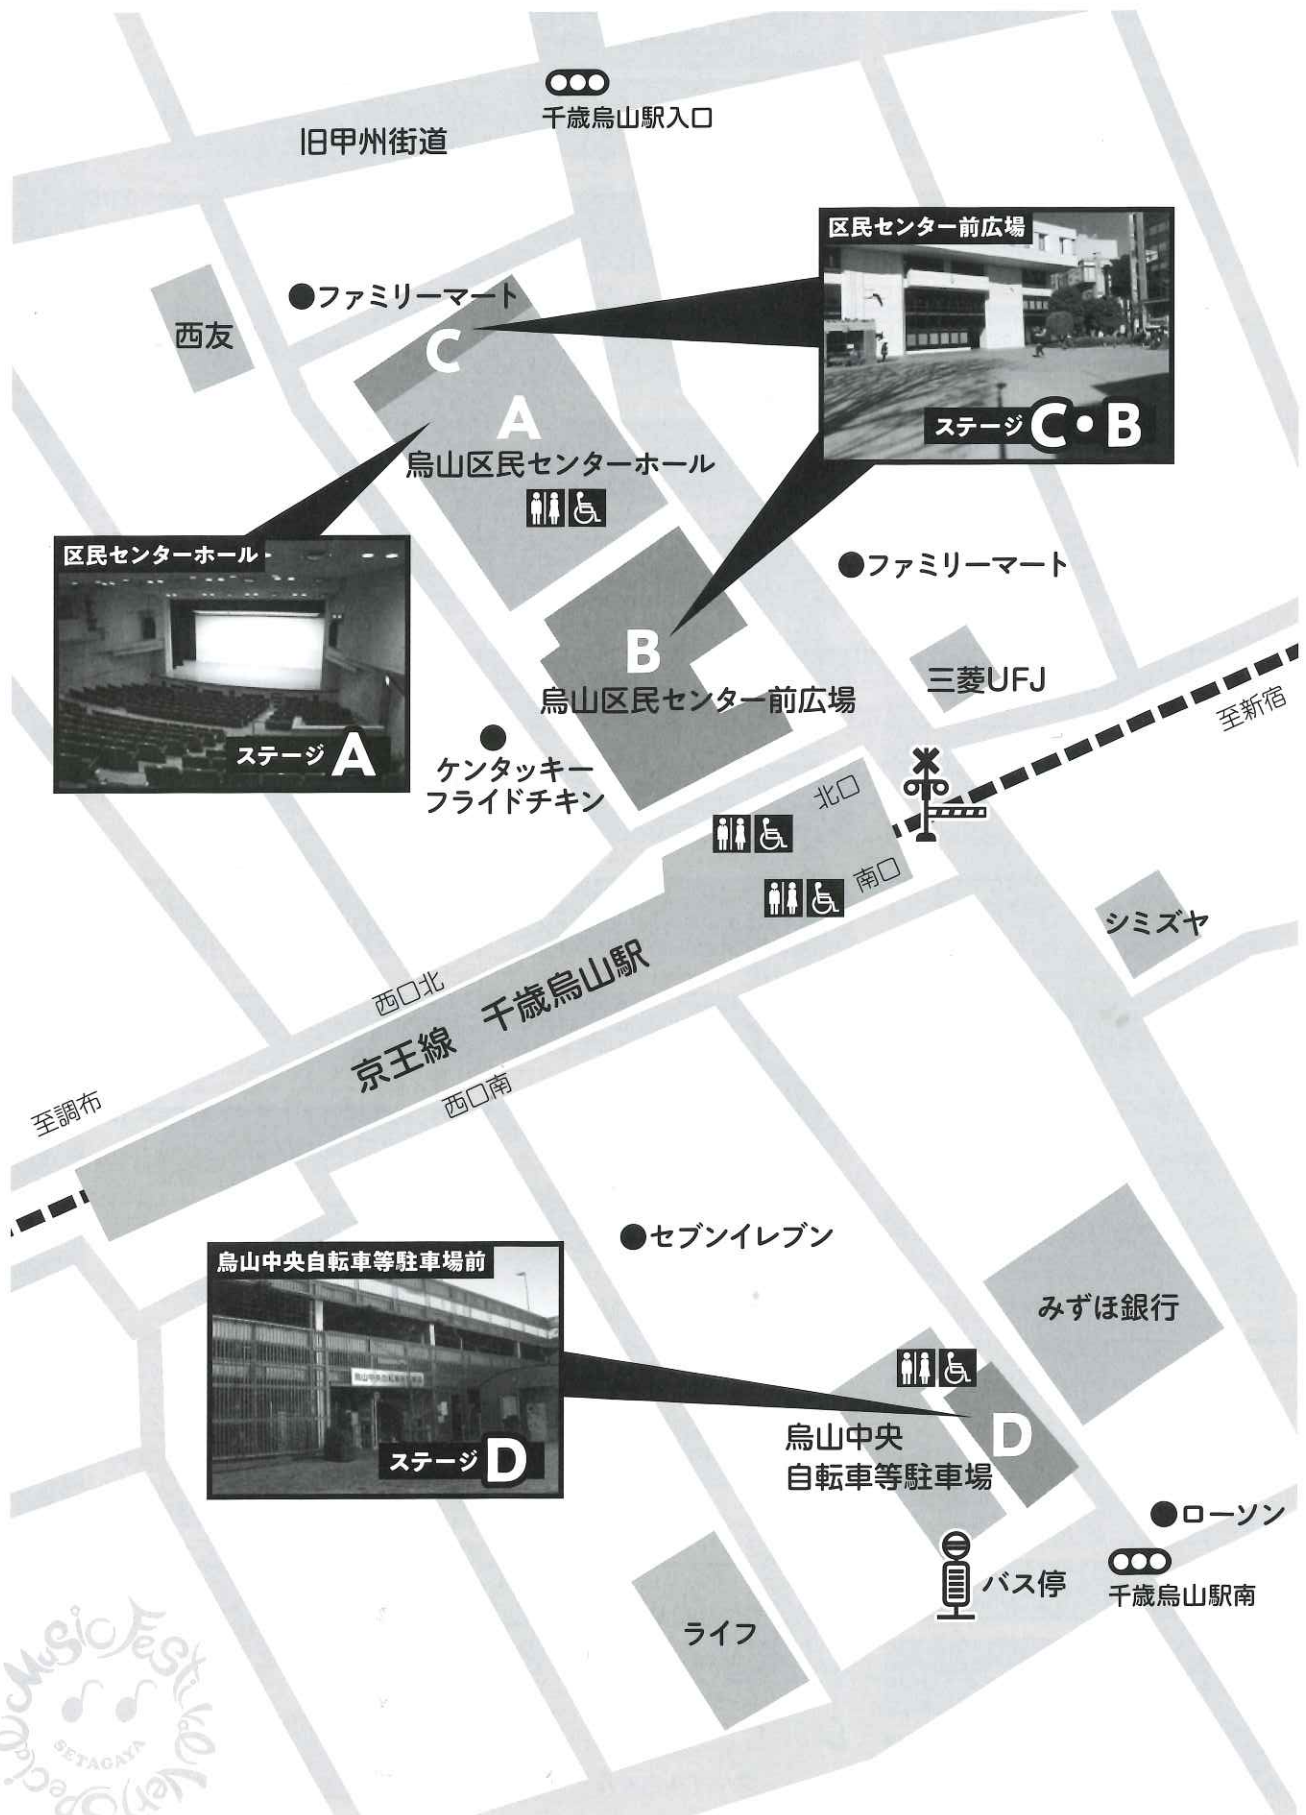 千歳烏山駅入口
旧甲州街道
区民センター前広場
ステージ C・B
●ファミリーマート
西友
C
A
烏山区民センターホール
区民センターホール
ステージ A
●ファミリーマート
B
烏山区民センター前広場
三菱UFJ
至新宿
ケンタッキー
フライドチキン
北口
南口
シミズヤ
京王線 千歳烏山駅
西口北
西口南
至調布
●セブンイレブン
烏山中央自転車等駐車場前
ステージ D
みずほ銀行
烏山中央
自転車等駐車場
D
●ローソン
バス停
千歳烏山駅南
ライフ
Music Festival
SETAGAYA